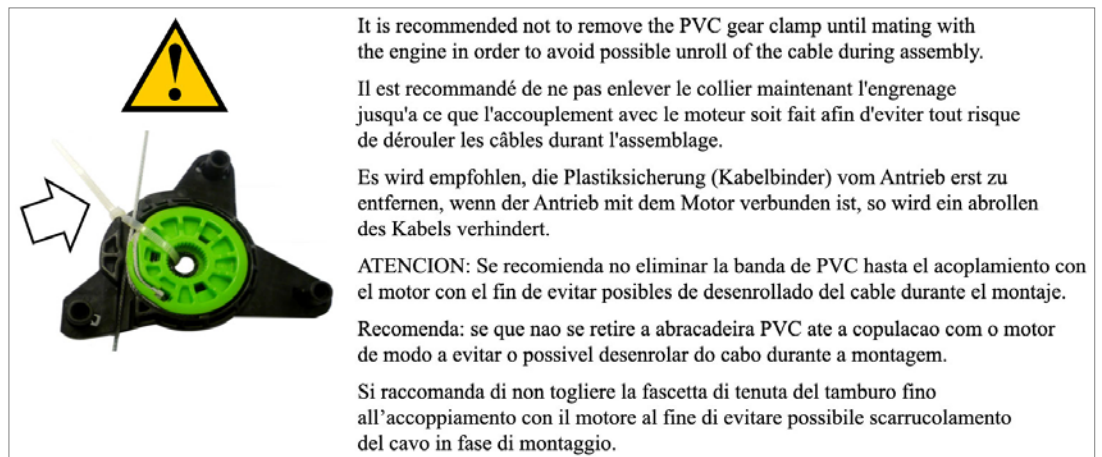 It is recommended not to remove the PVC gear clamp until mating with
the engine in order to avoid possible unroll of the cable during assembly.
Il est recommandé de ne pas enlever le collier maintenant l'engrenage
jusqu'a ce que l'accouplement avec le moteur soit fait afin d'eviter tout risque
de dérouler les câbles durant l'assemblage.
Es wird empfohlen, die Plastiksicherung (Kabelbinder) vom Antrieb erst zu
entfernen, wenn der Antrieb mit dem Motor verbunden ist, so wird ein abrollen
des Kabels verhindert.
ATENCION: Se recomienda no eliminar la banda de PVC hasta el acoplamiento con
el motor con el fin de evitar posibles de desenrollado del cable durante el montaje.
Recomenda: se que nao se retire a abracadeira PVC ate a copulacao com o motor
de modo a evitar o possivel desenrolar do cabo durante a montagem.
Si raccomanda di non togliere la fascetta di tenuta del tamburo fino
all’accoppiamento con il motore al fine di evitare possibile scarrucolamento
del cavo in fase di montaggio.